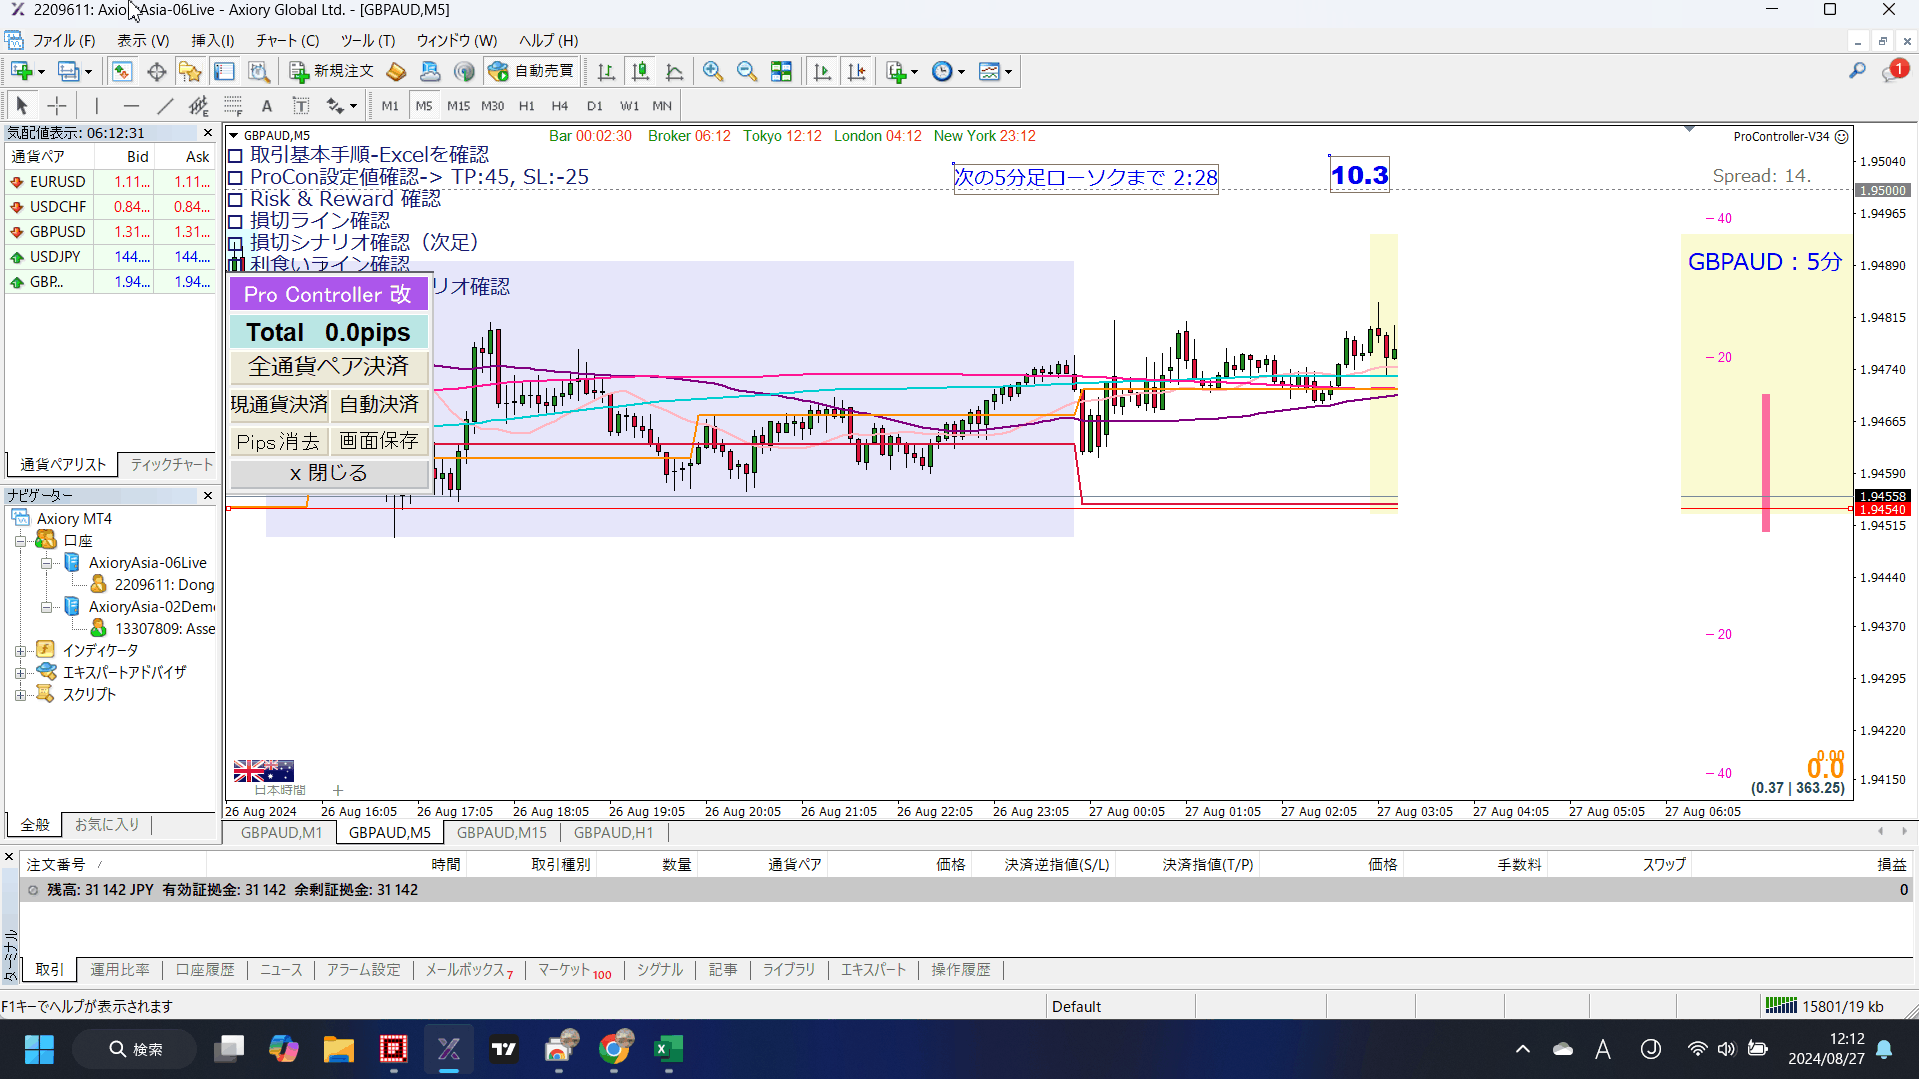 2209611: AxioryAsia-06Live - Axiory Global Ltd. - [GBPAUD,M5]
ファイル (F) 表示 (V) 挿入(I) チャート (C) ツール (T) ウィンドウ (W) ヘルプ (H)
新規注文 自動売買 1
A T M1 M5 M15 M30 H1 H4 D1 W1 MN
気配値表示: 06:12:31
通貨ペア Bid Ask
EURUSD 1.11... 1.11...
USDCHF 0.84... 0.84...
GBPUSD 1.31... 1.31...
USDJPY 144.... 144....
GBP... 1.94... 1.94...
通貨ペアリスト ティックチャート
ナビゲーター
Axiory MT4
口座
AxioryAsia-06Live
2209611: Dong
AxioryAsia-02Dem
13307809: Asse
インディケータ
エキスパートアドバイザ
スクリプト
全般 お気に入り
GBPAUD,M5 Bar 00:02:30 Broker 06:12 Tokyo 12:12 London 04:12 New York 23:12 ProController-V34
取引基本手順-Excelを確認
ProCon設定値確認-> TP:45, SL:-25
Risk & Reward 確認
損切ライン確認
損切シナリオ確認（次足）
利食いライン確認
リオ確認
次の5分足ローソクまで 2:28
10.3
Spread: 14.
GBPAUD：5分
Pro Controller 改
Total 0.0pips
全通貨ペア決済
現通貨決済 自動決済
Pips消去 画面保存
x 閉じる
40
20
20
40
1.95040
1.95000
1.94965
1.94890
1.94815
1.94740
1.94665
1.94590
1.94558
1.94540
1.94515
1.94440
1.94370
1.94295
1.94220
1.94150
0.00
0.0
(0.37 | 363.25)
日本時間
26 Aug 2024 26 Aug 16:05 26 Aug 17:05 26 Aug 18:05 26 Aug 19:05 26 Aug 20:05 26 Aug 21:05 26 Aug 22:05 26 Aug 23:05 27 Aug 00:05 27 Aug 01:05 27 Aug 02:05 27 Aug 03:05 27 Aug 04:05 27 Aug 05:05 27 Aug 06:05
GBPAUD,M1 GBPAUD,M5 GBPAUD,M15 GBPAUD,H1
注文番号 / 時間 取引種別 数量 通貨ペア 価格 決済逆指値(S/L) 決済指値(T/P) 価格 手数料 スワップ 損益
残高: 31 142 JPY 有効証拠金: 31 142 余剰証拠金: 31 142 0
ターミナル
取引 運用比率 口座履歴 ニュース アラーム設定 メールボックス 7 マーケット 100 シグナル 記事 ライブラリ エキスパート 操作履歴
F1キーでヘルプが表示されます Default 15801/19 kb
検索 A 12:12
2024/08/27